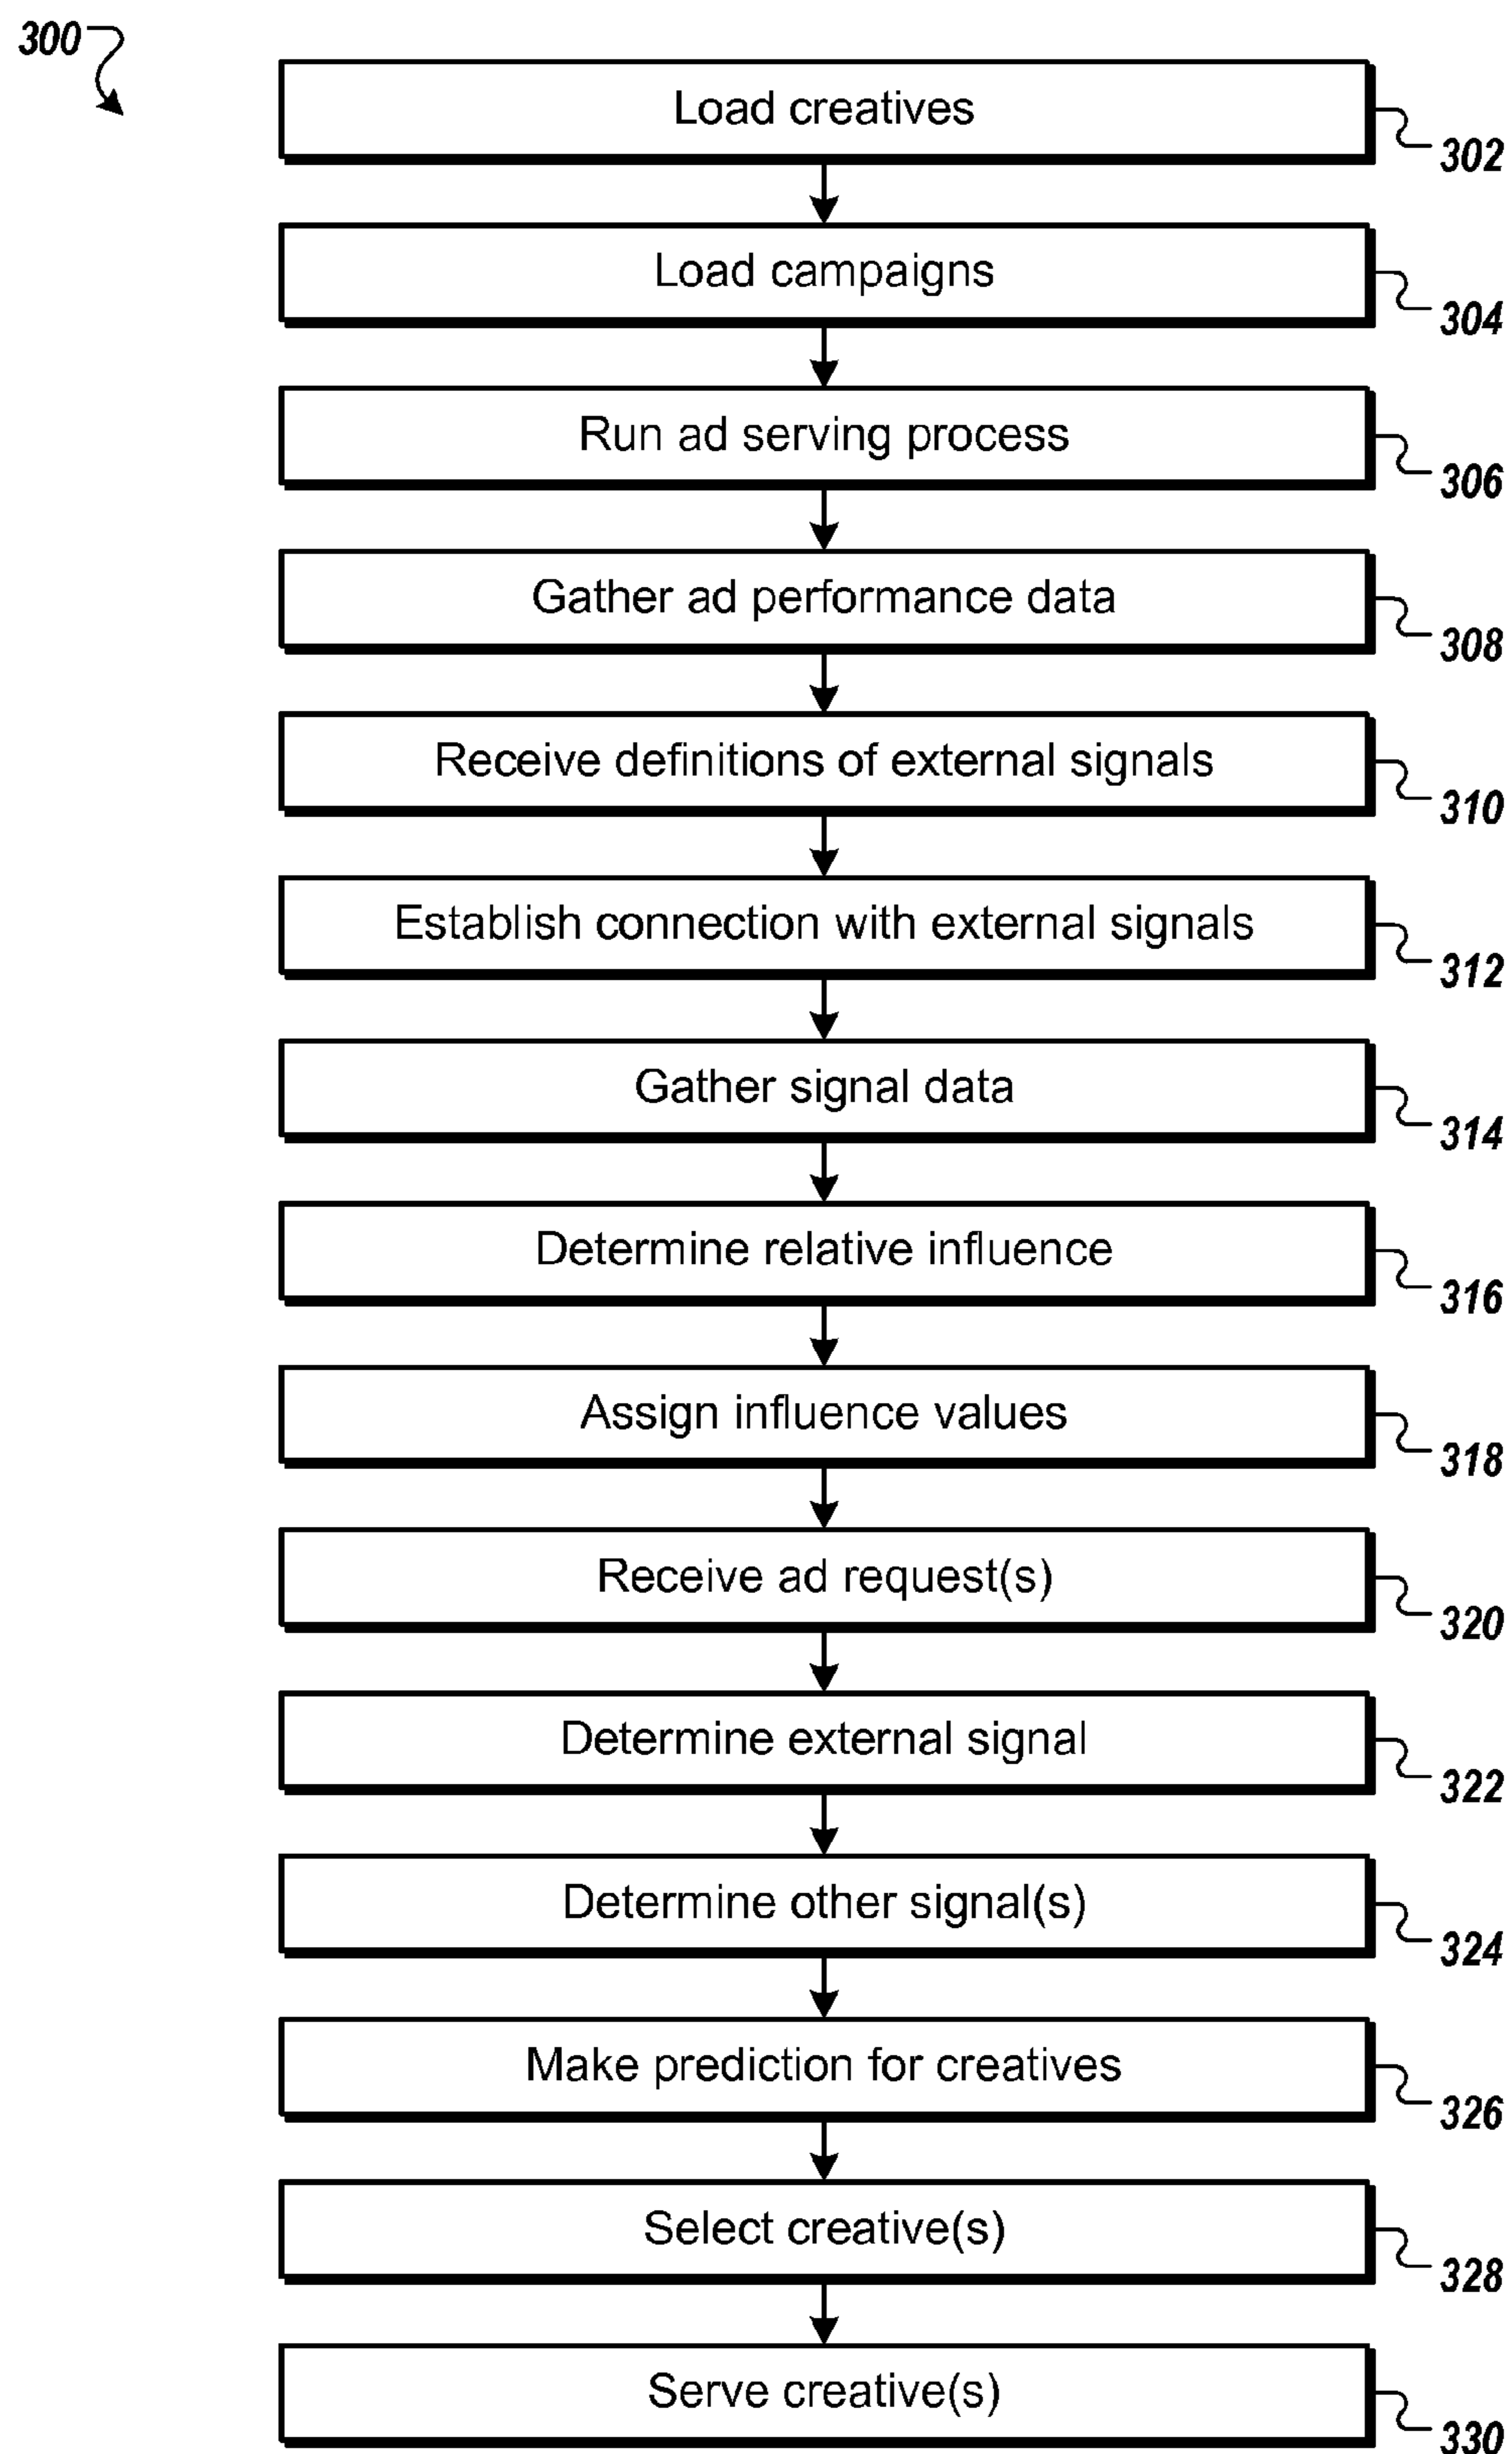 300
Load creatives
302
Load campaigns
304
Run ad serving process
306
Gather ad performance data
308
Receive definitions of external signals
310
Establish connection with external signals
312
Gather signal data
314
Determine relative influence
316
Assign influence values
318
Receive ad request(s)
320
Determine external signal
322
Determine other signal(s)
324
Make prediction for creatives
326
Select creative(s)
328
Serve creative(s)
330